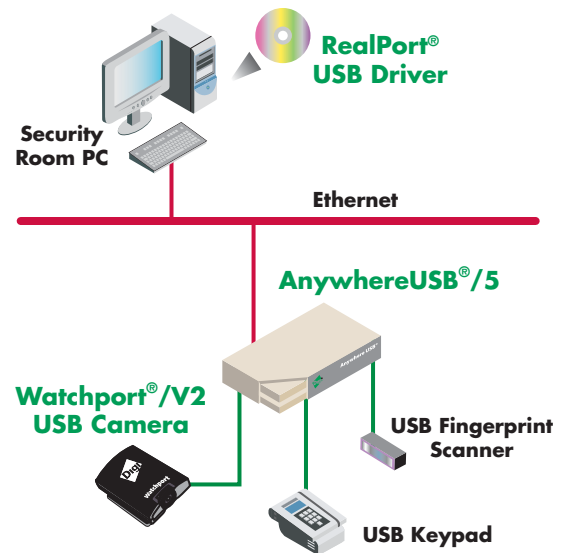 RealPort®
USB Driver
Security
Room PC
Ethernet
AnywhereUSB®/5
Anywhere USB®
Watchport®/V2
USB Camera
USB Fingerprint
Scanner
Digi
Watchport
USB Keypad